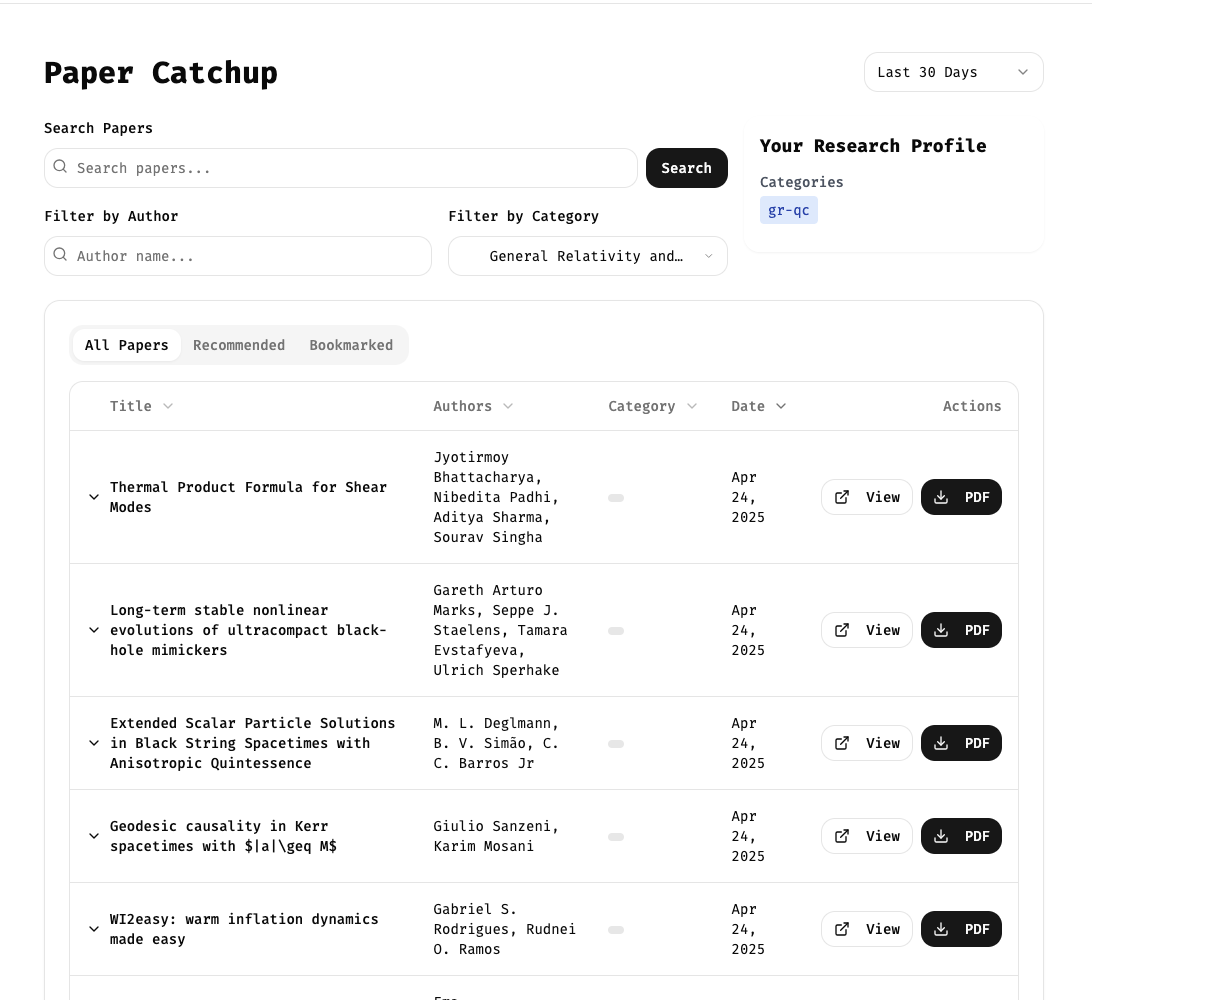 Paper Catchup
Last 30 Days
Search Papers
Search papers...
Search
Your Research Profile
Categories
gr-qc
Filter by Author
Filter by Category
Author name...
General Relativity and…
All Papers
Recommended
Bookmarked
Title
Authors
Category
Date
Actions
Thermal Product Formula for Shear
Modes
Jyotirmoy
Bhattacharya,
Nibedita Padhi,
Aditya Sharma,
Sourav Singha
Apr
24,
2025
View
PDF
Long-term stable nonlinear
evolutions of ultracompact black-
hole mimickers
Gareth Arturo
Marks, Seppe J.
Staelens, Tamara
Evstafyeva,
Ulrich Sperhake
Apr
24,
2025
View
PDF
Extended Scalar Particle Solutions
in Black String Spacetimes with
Anisotropic Quintessence
M. L. Deglmann,
B. V. Simão, C.
C. Barros Jr
Apr
24,
2025
View
PDF
Geodesic causality in Kerr
spacetimes with $|a|\geq M$
Giulio Sanzeni,
Karim Mosani
Apr
24,
2025
View
PDF
WI2easy: warm inflation dynamics
made easy
Gabriel S.
Rodrigues, Rudnei
O. Ramos
Apr
24,
2025
View
PDF